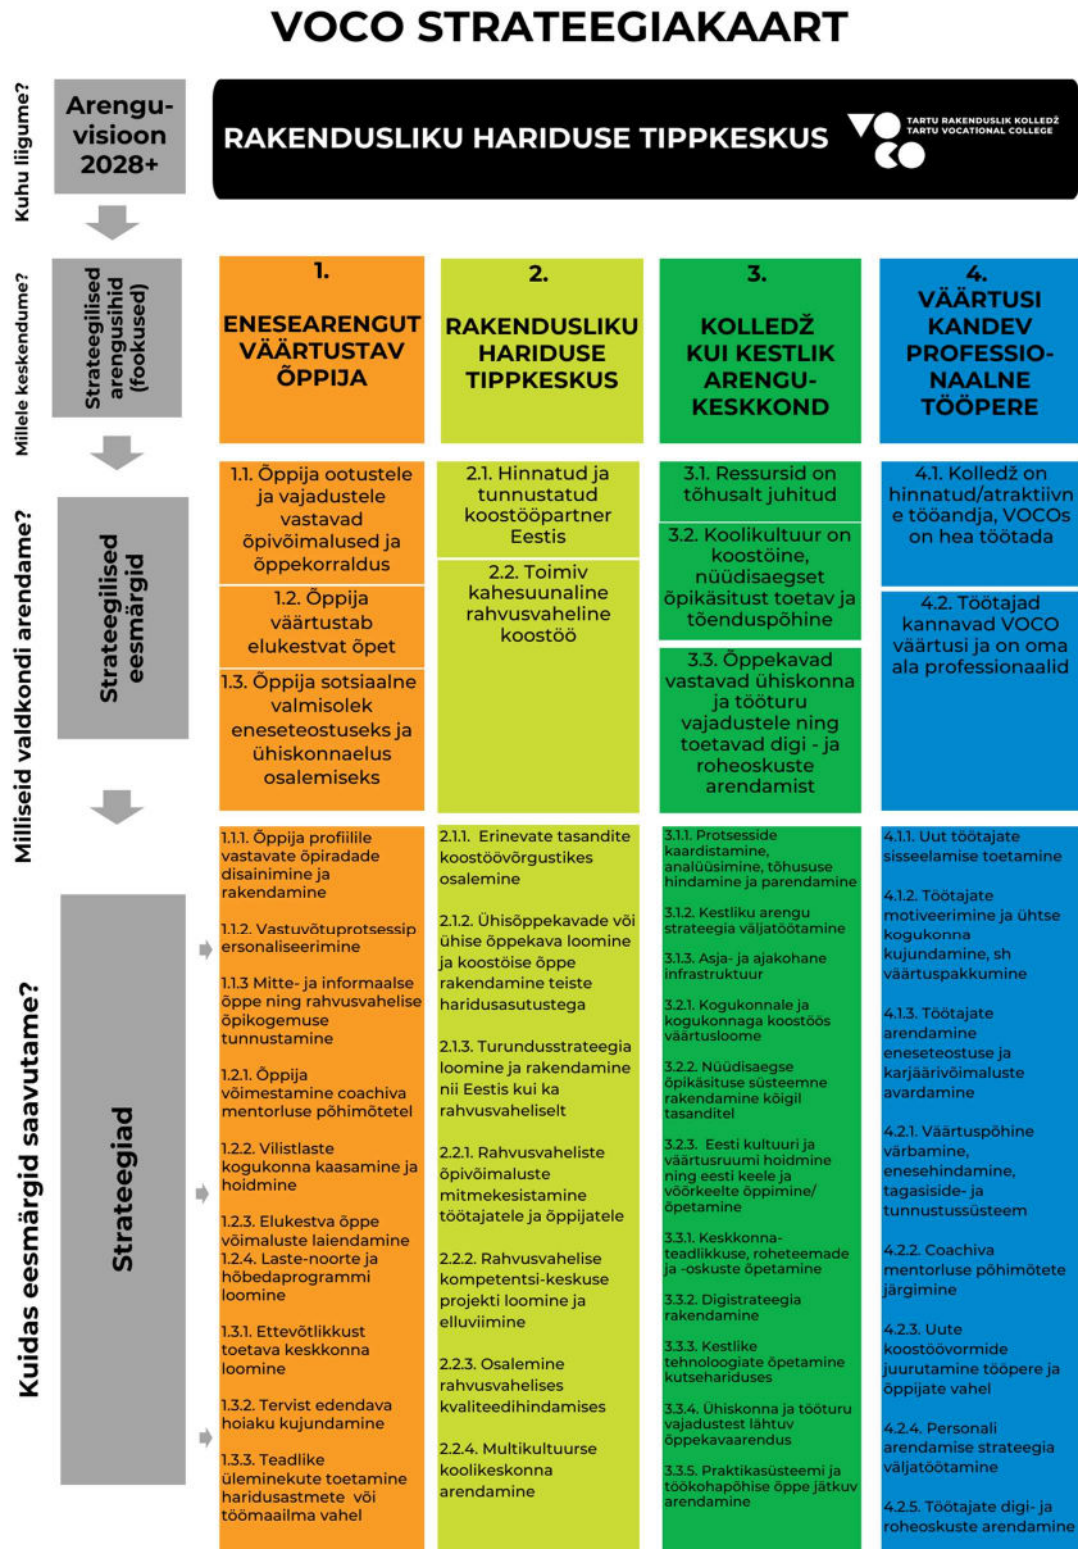 VOCO STRATEEGIAKAART
Kuhu liigume?
Arengu-
visioon
2028+
RAKENDUSLIKU HARIDUSE TIPPKESKUS
VOCO
TARTU RAKENDUSLIK KOLLEDŽ
TARTU VOCATIONAL COLLEGE
Millele keskendume?
Strateegilised
arengusihid
(fookused)
1.
ENESEARENGUT
VÄÄRTUSTAV
ÕPPIJA
2.
RAKENDUSLIKU
HARIDUSE
TIPPKESKUS
3.
KOLLEDŽ
KUI KESTLIK
ARENGU-
KESKKOND
4.
VÄÄRTUSI
KANDEV
PROFESSIO-
NAALNE
TÖÖPERE
Milliseid valdkondi arendame?
Strateegilised
eesmärgid
1.1. Õppija ootustele
ja vajadustele
vastavad
õpivõimalused ja
õppekorraldus
1.2. Õppija
väärtustab
elukestvat õpet
1.3. Õppija sotsiaalne
valmisolek
eneseteostuseks ja
ühiskonnaelus
osalemiseks
2.1. Hinnatud ja
tunnustatud
koostööpartner
Eestis
2.2. Toimiv
kahesuunaline
rahvusvaheline
koostöö
3.1. Ressursid on
tõhusalt juhitud
3.2. Koolikultuur on
koostöine,
nüüdisaegset
õpikäsitust toetav ja
tõenduspõhine
3.3. Õppekavad
vastavad ühiskonna
ja tööturu
vajadustele ning
toetavad digi - ja
roheoskuste
arendamist
4.1. Kolledž on
hinnatud/atraktiivn
e tööandja, VOCOs
on hea töötada
4.2. Töötajad
kannavad VOCO
väärtusi ja on oma
ala professionaalid
Kuidas eesmärgid saavutame?
Strateegiad
1.1.1. Õppija profiilile
vastavate õpiradade
disainimine ja
rakendamine
1.1.2. Vastuvõtuprotsessip
ersonaliseerimine
1.1.3 Mitte- ja informaalse
õppe ning rahvusvahelise
õpikogemuse
tunnustamine
1.2.1. Õppija
võimestamine coachiva
mentorluse põhimõtetel
1.2.2. Vilistlaste
kogukonna kaasamine ja
hoidmine
1.2.3. Elukestva õppe
võimaluste laiendamine
1.2.4. Laste-noorte ja
hõbedaprogrammi
loomine
1.3.1. Ettevõtlikkust
toetava keskkonna
loomine
1.3.2. Tervist edendava
hoiaku kujundamine
1.3.3. Teadlike
üleminekute toetamine
haridusastmete või
töömaailma vahel
2.1.1. Erinevate tasandite
koostöövõrgustikes
osalemine
2.1.2. Ühisõppekavade või
ühise õppekava loomine
ja koostöise õppe
rakendamine teiste
haridusasutustega
2.1.3. Turundusstrateegia
loomine ja rakendamine
nii Eestis kui ka
rahvusvaheliselt
2.2.1. Rahvusvaheliste
õpivõimaluste
mitmekesistamine
töötajatele ja õppijatele
2.2.2. Rahvusvahelise
kompetentsi-keskuse
projekti loomine ja
elluviimine
2.2.3. Osalemine
rahvusvahelises
kvaliteedihindamises
2.2.4. Multikultuurse
koolikeskonna
arendamine
3.1.1. Protsesside
kaardistamine,
analüüsimine, tõhususe
hindamine ja parendamine
3.1.2. Kestliku arengu
strateegia väljatöötamine
3.1.3. Asja- ja ajakohane
infrastruktuur
3.2.1. Kogukonnale ja
kogukonnaga koostöös
väärtusloome
3.2.2. Nüüdisaegse
õpikäsituse süsteemne
rakendamine kõigil
tasanditel
3.2.3. Eesti kultuuri ja
väärtusruumi hoidmine
ning eesti keele ja
võõrkeelte õppimine/
õpetamine
3.3.1. Keskkonna-
teadlikkuse, roheteemade
ja -oskuste õpetamine
3.3.2. Digistrateegia
rakendamine
3.3.3. Kestlike
tehnoloogiate õpetamine
kutsehariduses
3.3.4. Ühiskonna ja tööturu
vajadustest lähtuv
õppekavaarendus
3.3.5. Praktikasüsteemi ja
töökohapõhise õppe jätkuv
arendamine
4.1.1. Uut töötajate
sisseelamise toetamine
4.1.2. Töötajate
motiveerimine ja ühtse
kogukonna
kujundamine, sh
väärtuspakkumine
4.1.3. Töötajate
arendamine
eneseteostuse ja
karjäärivõimaluste
avardamine
4.2.1. Väärtuspõhine
värbamine,
enesehindamine,
tagasiside- ja
tunnustussüsteem
4.2.2. Coachiva
mentorluse põhimõtete
järgimine
4.2.3. Uute
koostöövormide
juurutamine tööpere ja
õppijate vahel
4.2.4. Personali
arendamise strateegia
väljatöötamine
4.2.5. Töötajate digi- ja
roheoskuste arendamine